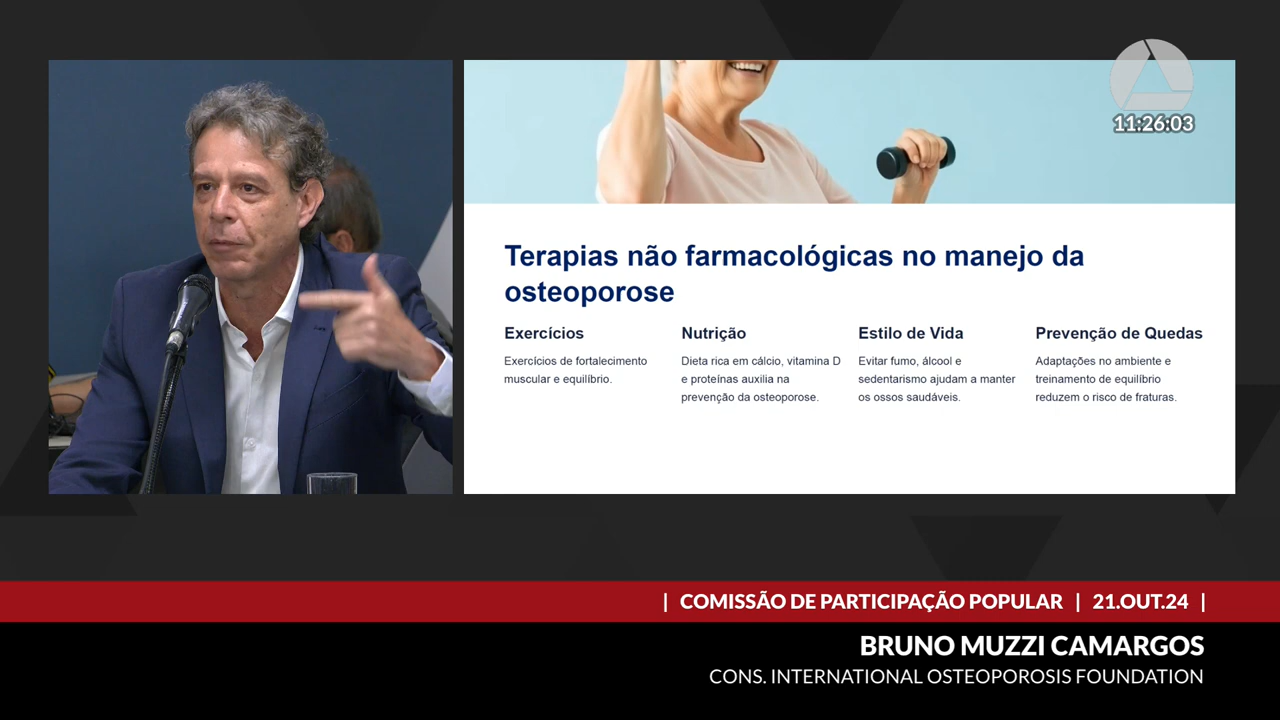 11:26:03
Terapias não farmacológicas no manejo da
osteoporose
Exercícios
Exercícios de fortalecimento
muscular e equilíbrio.
Nutrição
Dieta rica em cálcio, vitamina D
e proteínas auxilia na
prevenção da osteoporose.
Estilo de Vida
Evitar fumo, álcool e
sedentarismo ajudam a manter
os ossos saudáveis.
Prevenção de Quedas
Adaptações no ambiente e
treinamento de equilíbrio
reduzem o risco de fraturas.
| COMISSÃO DE PARTICIPAÇÃO POPULAR | 21.OUT.24 |
BRUNO MUZZI CAMARGOS
CONS. INTERNATIONAL OSTEOPOROSIS FOUNDATION